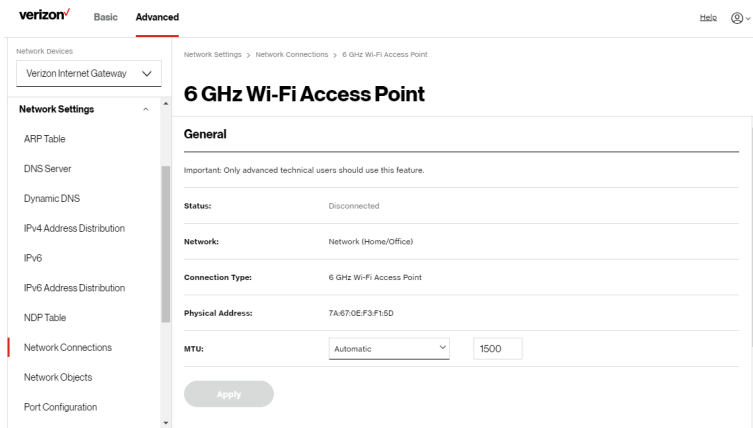 verizon✓ Basic Advanced Help
Network Devices
Verizon Internet Gateway
Network Settings
ARP Table
DNS Server
Dynamic DNS
IPv4 Address Distribution
IPv6
IPv6 Address Distribution
NDP Table
Network Connections
Network Objects
Port Configuration
Network Settings > Network Connections > 6 GHz Wi-Fi Access Point
6 GHz Wi-Fi Access Point
General
Important: Only advanced technical users should use this feature.
Status: Disconnected
Network: Network (Home/Office)
Connection Type: 6 GHz Wi-Fi Access Point
Physical Address: 7A:67:0E:F3:F1:5D
MTU: Automatic 1500
Apply